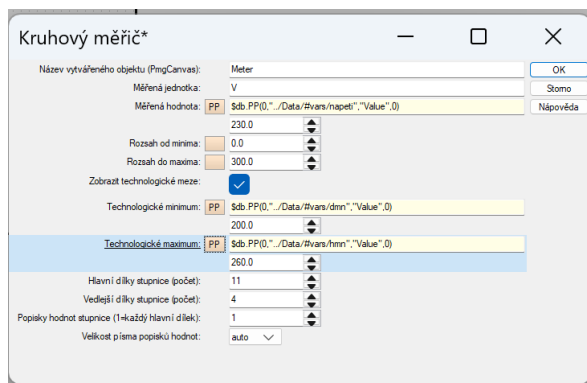 Kruhový měřič*
Název vytvářeného objektu (PmgCanvas): Meter OK
Měřená jednotka: V Storno
Měřená hodnota: PP $db.PP(0,"../Data/#vars/napeti","Value",0) Nápověda
230.0
Rozsah od minima: 0.0
Rozsah do maxima: 300.0
Zobrazit technologické meze:
Technologické minimum: PP $db.PP(0,"../Data/#vars/dmn","Value",0)
200.0
Technologické maximum: PP $db.PP(0,"../Data/#vars/hmn","Value",0)
260.0
Hlavní dílky stupnice (počet): 11
Vedlejší dílky stupnice (počet): 4
Popisky hodnot stupnice (1=každý hlavní dílek): 1
Velikost písma popisků hodnot: auto